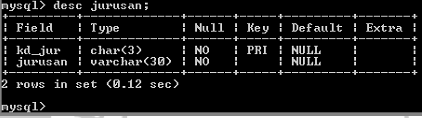 mysql> desc jurusan;
+---------+-------------+------+-----+---------+-------+
| Field   | Type        | Null | Key | Default | Extra |
+---------+-------------+------+-----+---------+-------+
| kd_jur  | char(3)     | NO   | PRI | NULL    |       |
| jurusan | varchar(30) | NO   |     | NULL    |       |
+---------+-------------+------+-----+---------+-------+
2 rows in set (0.12 sec)
mysql>